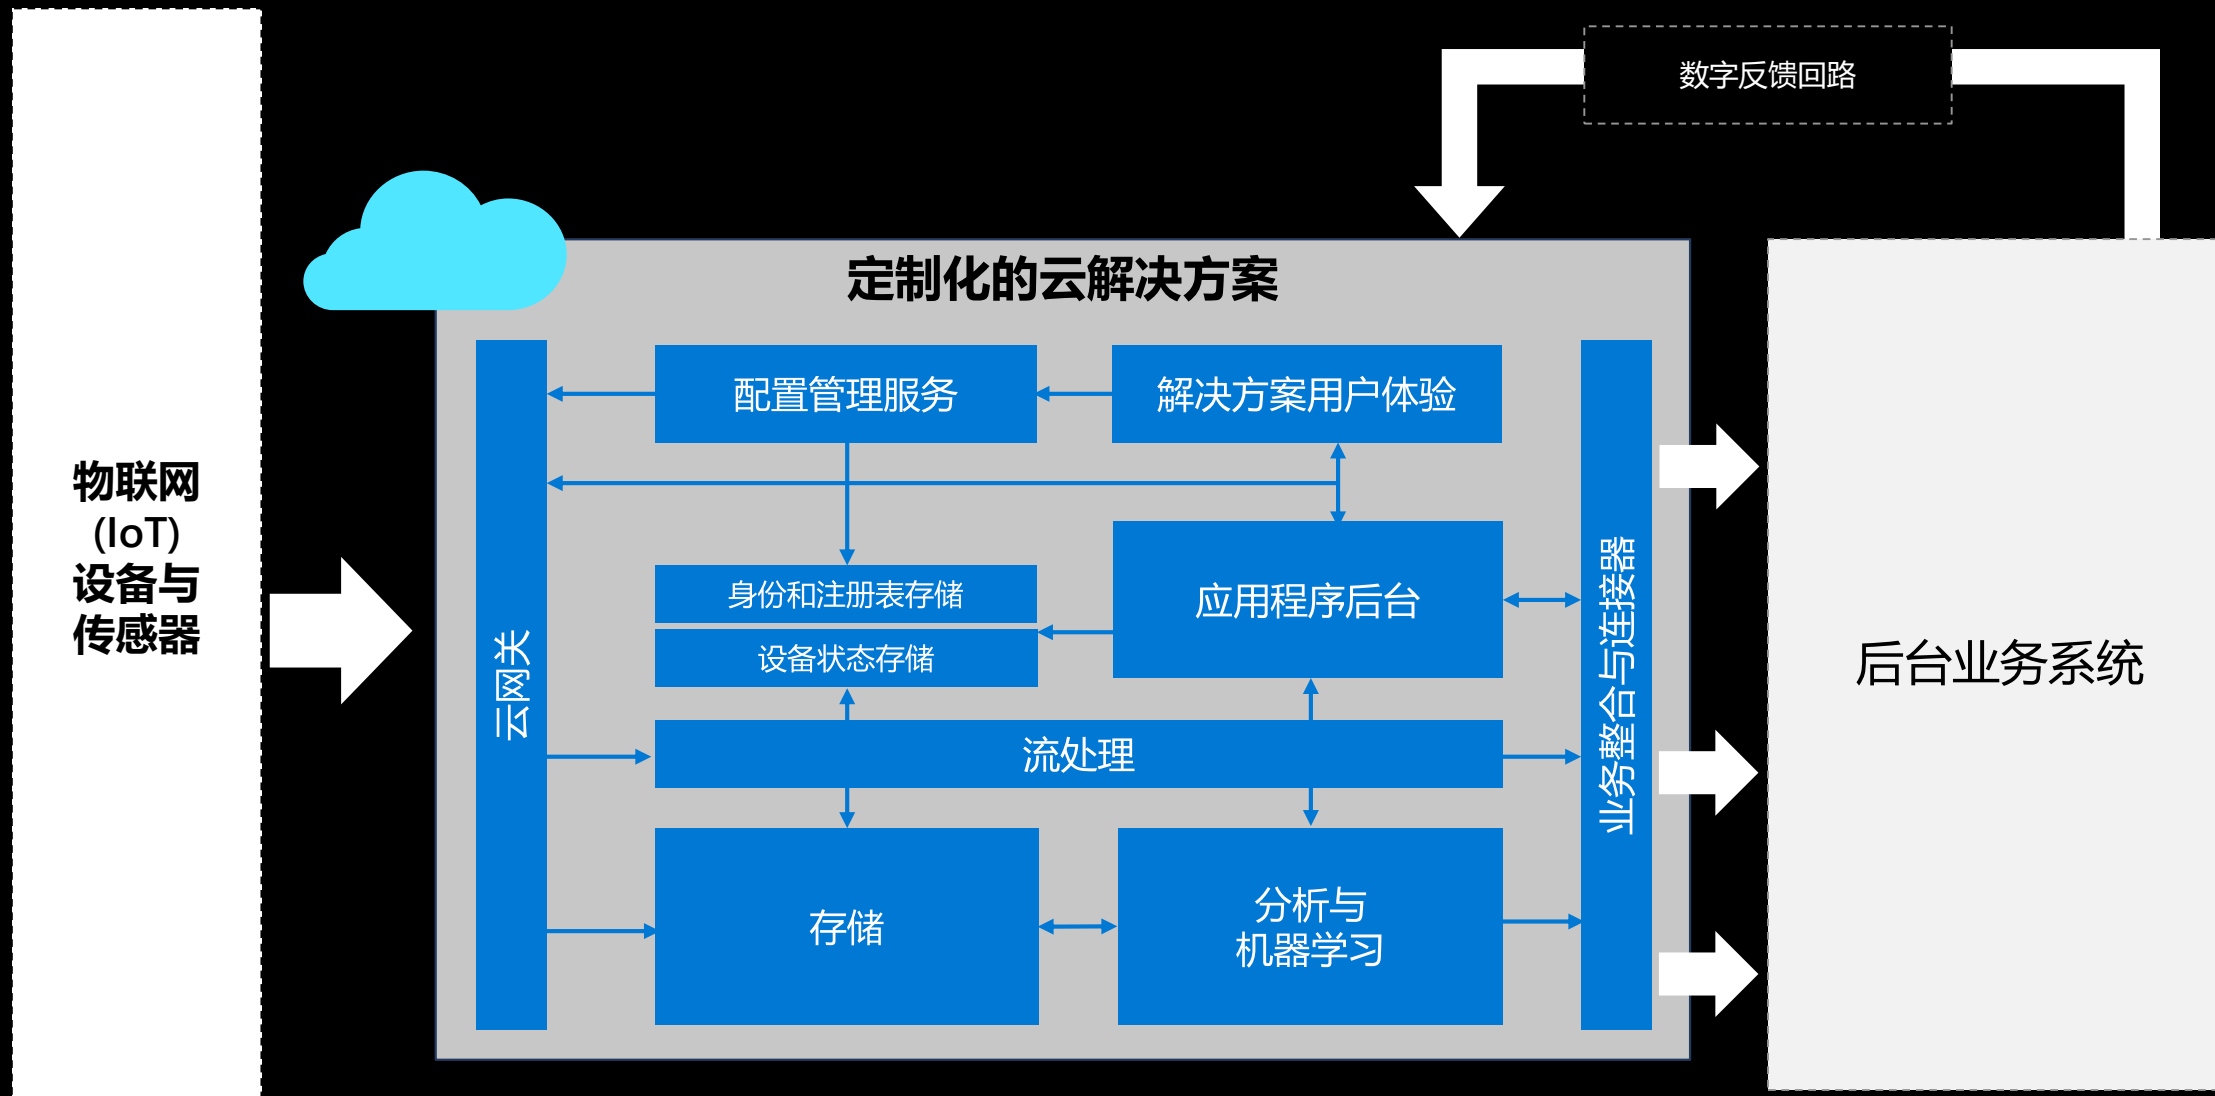 数字反馈回路
定制化的云解决方案
物联网
(IoT)
设备与
传感器
云网关
配置管理服务
解决方案用户体验
身份和注册表存储
设备状态存储
应用程序后台
流处理
存储
分析与
机器学习
业务整合与连接器
后台业务系统